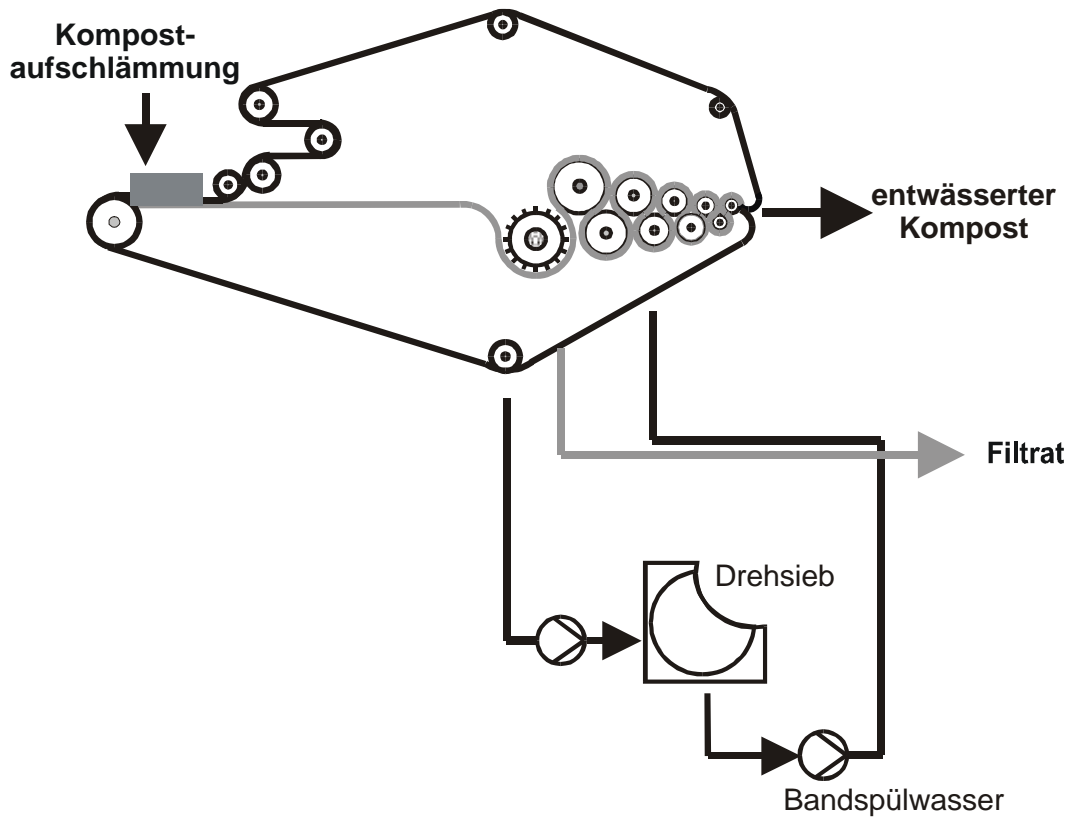 Kompost-
aufschlämmung
entwässerter
Kompost
Filtrat
Drehsieb
Bandspülwasser